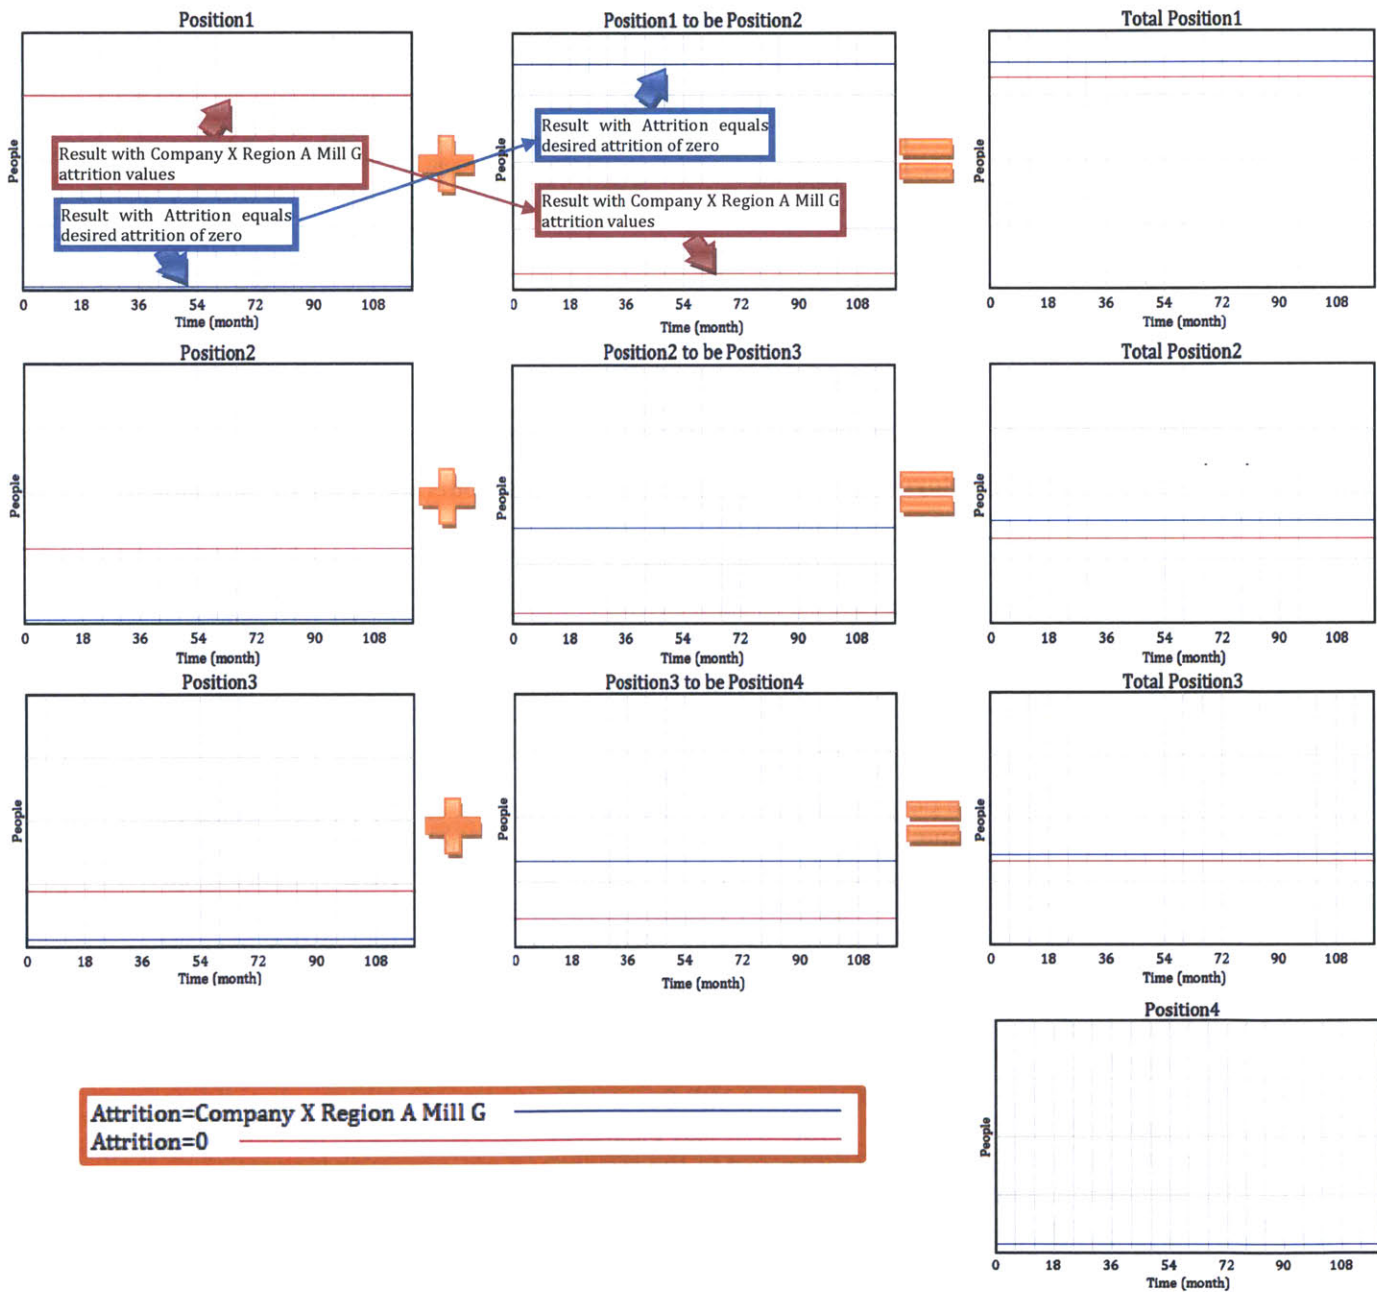 Position1
Position1 to be Position2
Total Position1
People
Result with Company X Region A Mill G
attrition values
Result with Attrition equals
desired attrition of zero
0 18 36 54 72 90 108
Time (month)
People
Result with Attrition equals
desired attrition of zero
Result with Company X Region A Mill G
attrition values
0 18 36 54 72 90 108
Time (month)
People
0 18 36 54 72 90 108
Time (month)
Position2
Position2 to be Position3
Total Position2
People
0 18 36 54 72 90 108
Time (month)
People
0 18 36 54 72 90 108
Time (month)
People
0 18 36 54 72 90 108
Time (month)
Position3
Position3 to be Position4
Total Position3
People
0 18 36 54 72 90 108
Time (month)
People
0 18 36 54 72 90 108
Time (month)
People
0 18 36 54 72 90 108
Time (month)
Position4
People
0 18 36 54 72 90 108
Time (month)
Attrition=Company X Region A Mill G
Attrition=0